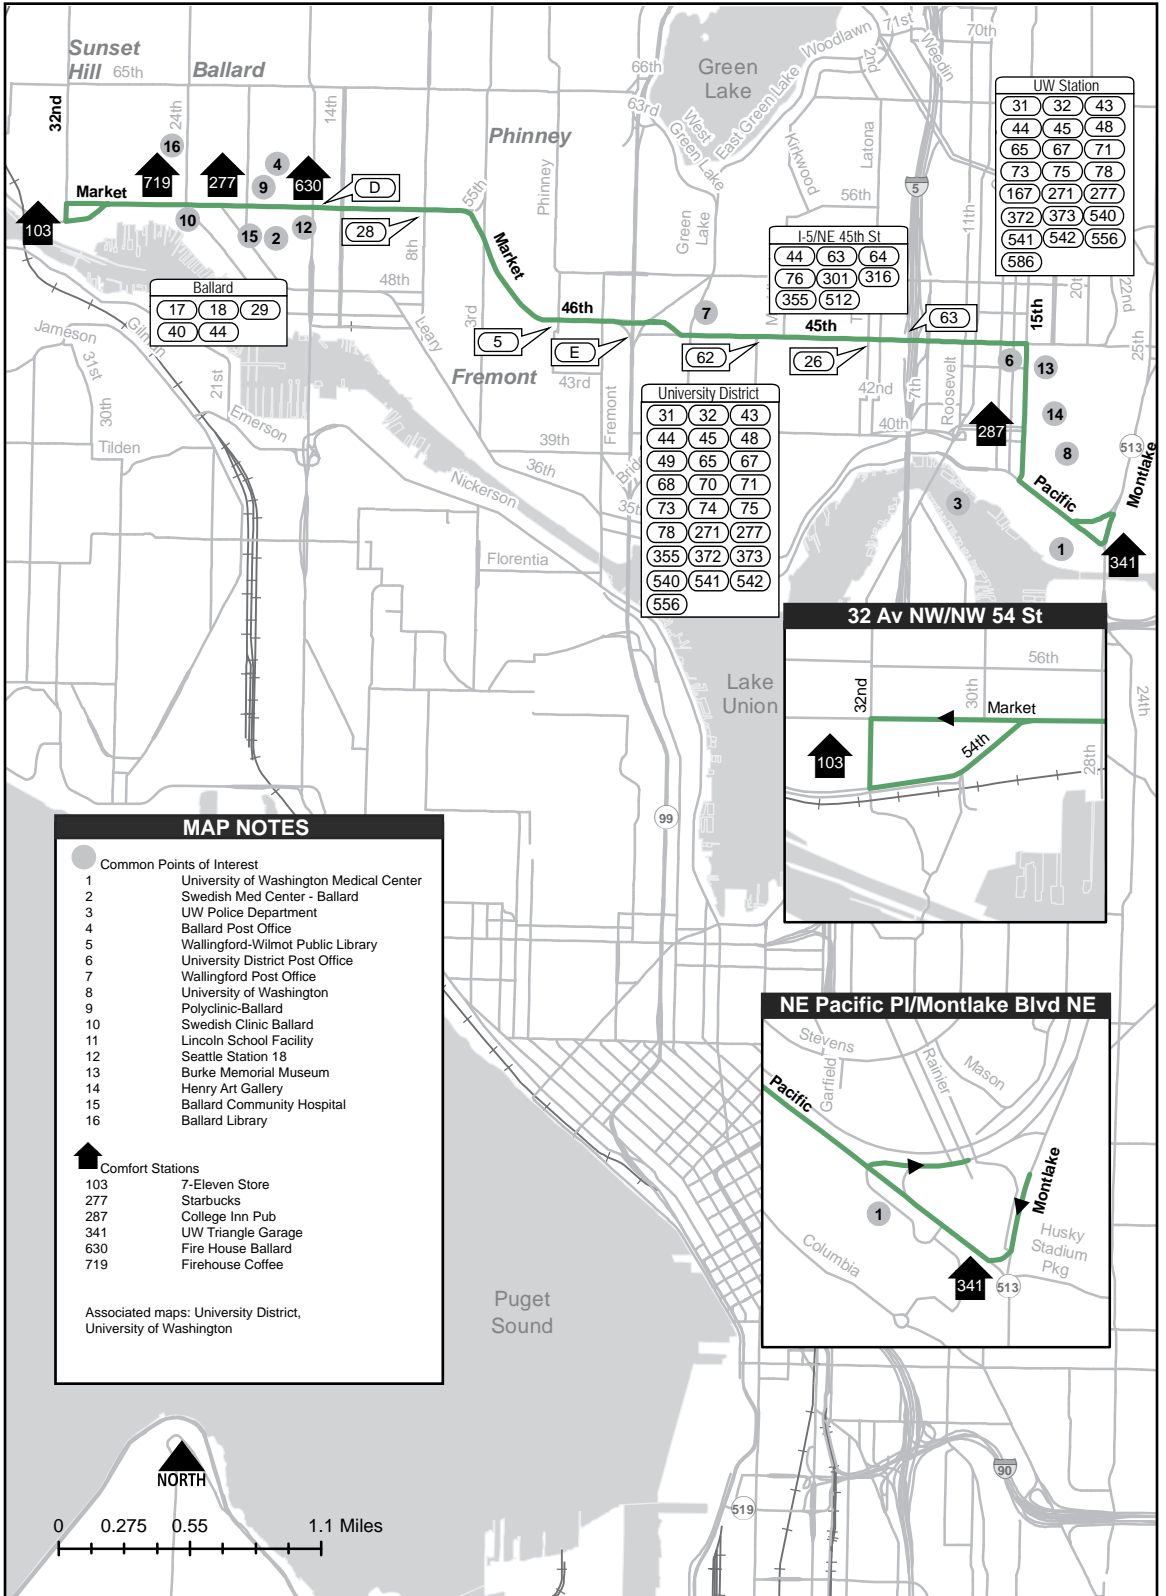 Sunset
Hill
65th
Ballard
32nd
24th
14th
66th
63rd
Green
Lake
Woodlawn
71st
2nd
Weedin
70th
East Green Lake
West
Green Lake
Kirkwood
Latona
56th
5
11th
Phinney
Phinney
55th
16
4
9
719
277
630
D
Market
103
10
15
2
12
28
8th
48th
Market
Green
Lake
UW Station
31 32 43
44 45 48
65 67 71
73 75 78
167 271 277
372 373 540
541 542 556
586
I-5/NE 45th St
44 63 64
76 301 316
355 512
20th
22nd
15th
25th
Ballard
17 18 29
40 44
Jameson
Gilman
31st
30th
21st
Emerson
Tilden
Leary
3rd
46th
7
45th
63
5
E
62
26
43rd
Fremont
Fremont
42nd
40th
7th
Roosevelt
6
13
14
8
287
513
Montlake
Pacific
3
1
341
39th
36th
35th
Nickerson
Florentia
University District
31 32 43
44 45 48
49 65 67
68 70 71
73 74 75
78 271 277
355 372 373
540 541 542
556
32 Av NW/NW 54 St
56th
32nd
30th
Market
54th
28th
103
24th
Lake
Union
99
MAP NOTES
Common Points of Interest
1 University of Washington Medical Center
2 Swedish Med Center - Ballard
3 UW Police Department
4 Ballard Post Office
5 Wallingford-Wilmot Public Library
6 University District Post Office
7 Wallingford Post Office
8 University of Washington
9 Polyclinic-Ballard
10 Swedish Clinic Ballard
11 Lincoln School Facility
12 Seattle Station 18
13 Burke Memorial Museum
14 Henry Art Gallery
15 Ballard Community Hospital
16 Ballard Library
Comfort Stations
103 7-Eleven Store
277 Starbucks
287 College Inn Pub
341 UW Triangle Garage
630 Fire House Ballard
719 Firehouse Coffee
Associated maps: University District,
University of Washington
NE Pacific Pl/Montlake Blvd NE
Stevens
Garfield
Rainier
Mason
Pacific
Montlake
1
Columbia
Husky
Stadium
Pkg
341
513
Puget
Sound
90
519
NORTH
0 0.275 0.55 1.1 Miles